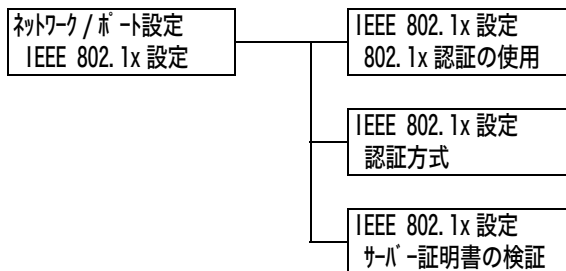 ﾈｯﾄﾜｰｸ / ﾎﾟｰﾄ設定
IEEE 802.1x 設定
IEEE 802.1x 設定
802.1x 認証の使用
IEEE 802.1x 設定
認証方式
IEEE 802.1x 設定
ｻｰﾊﾞｰ証明書の検証